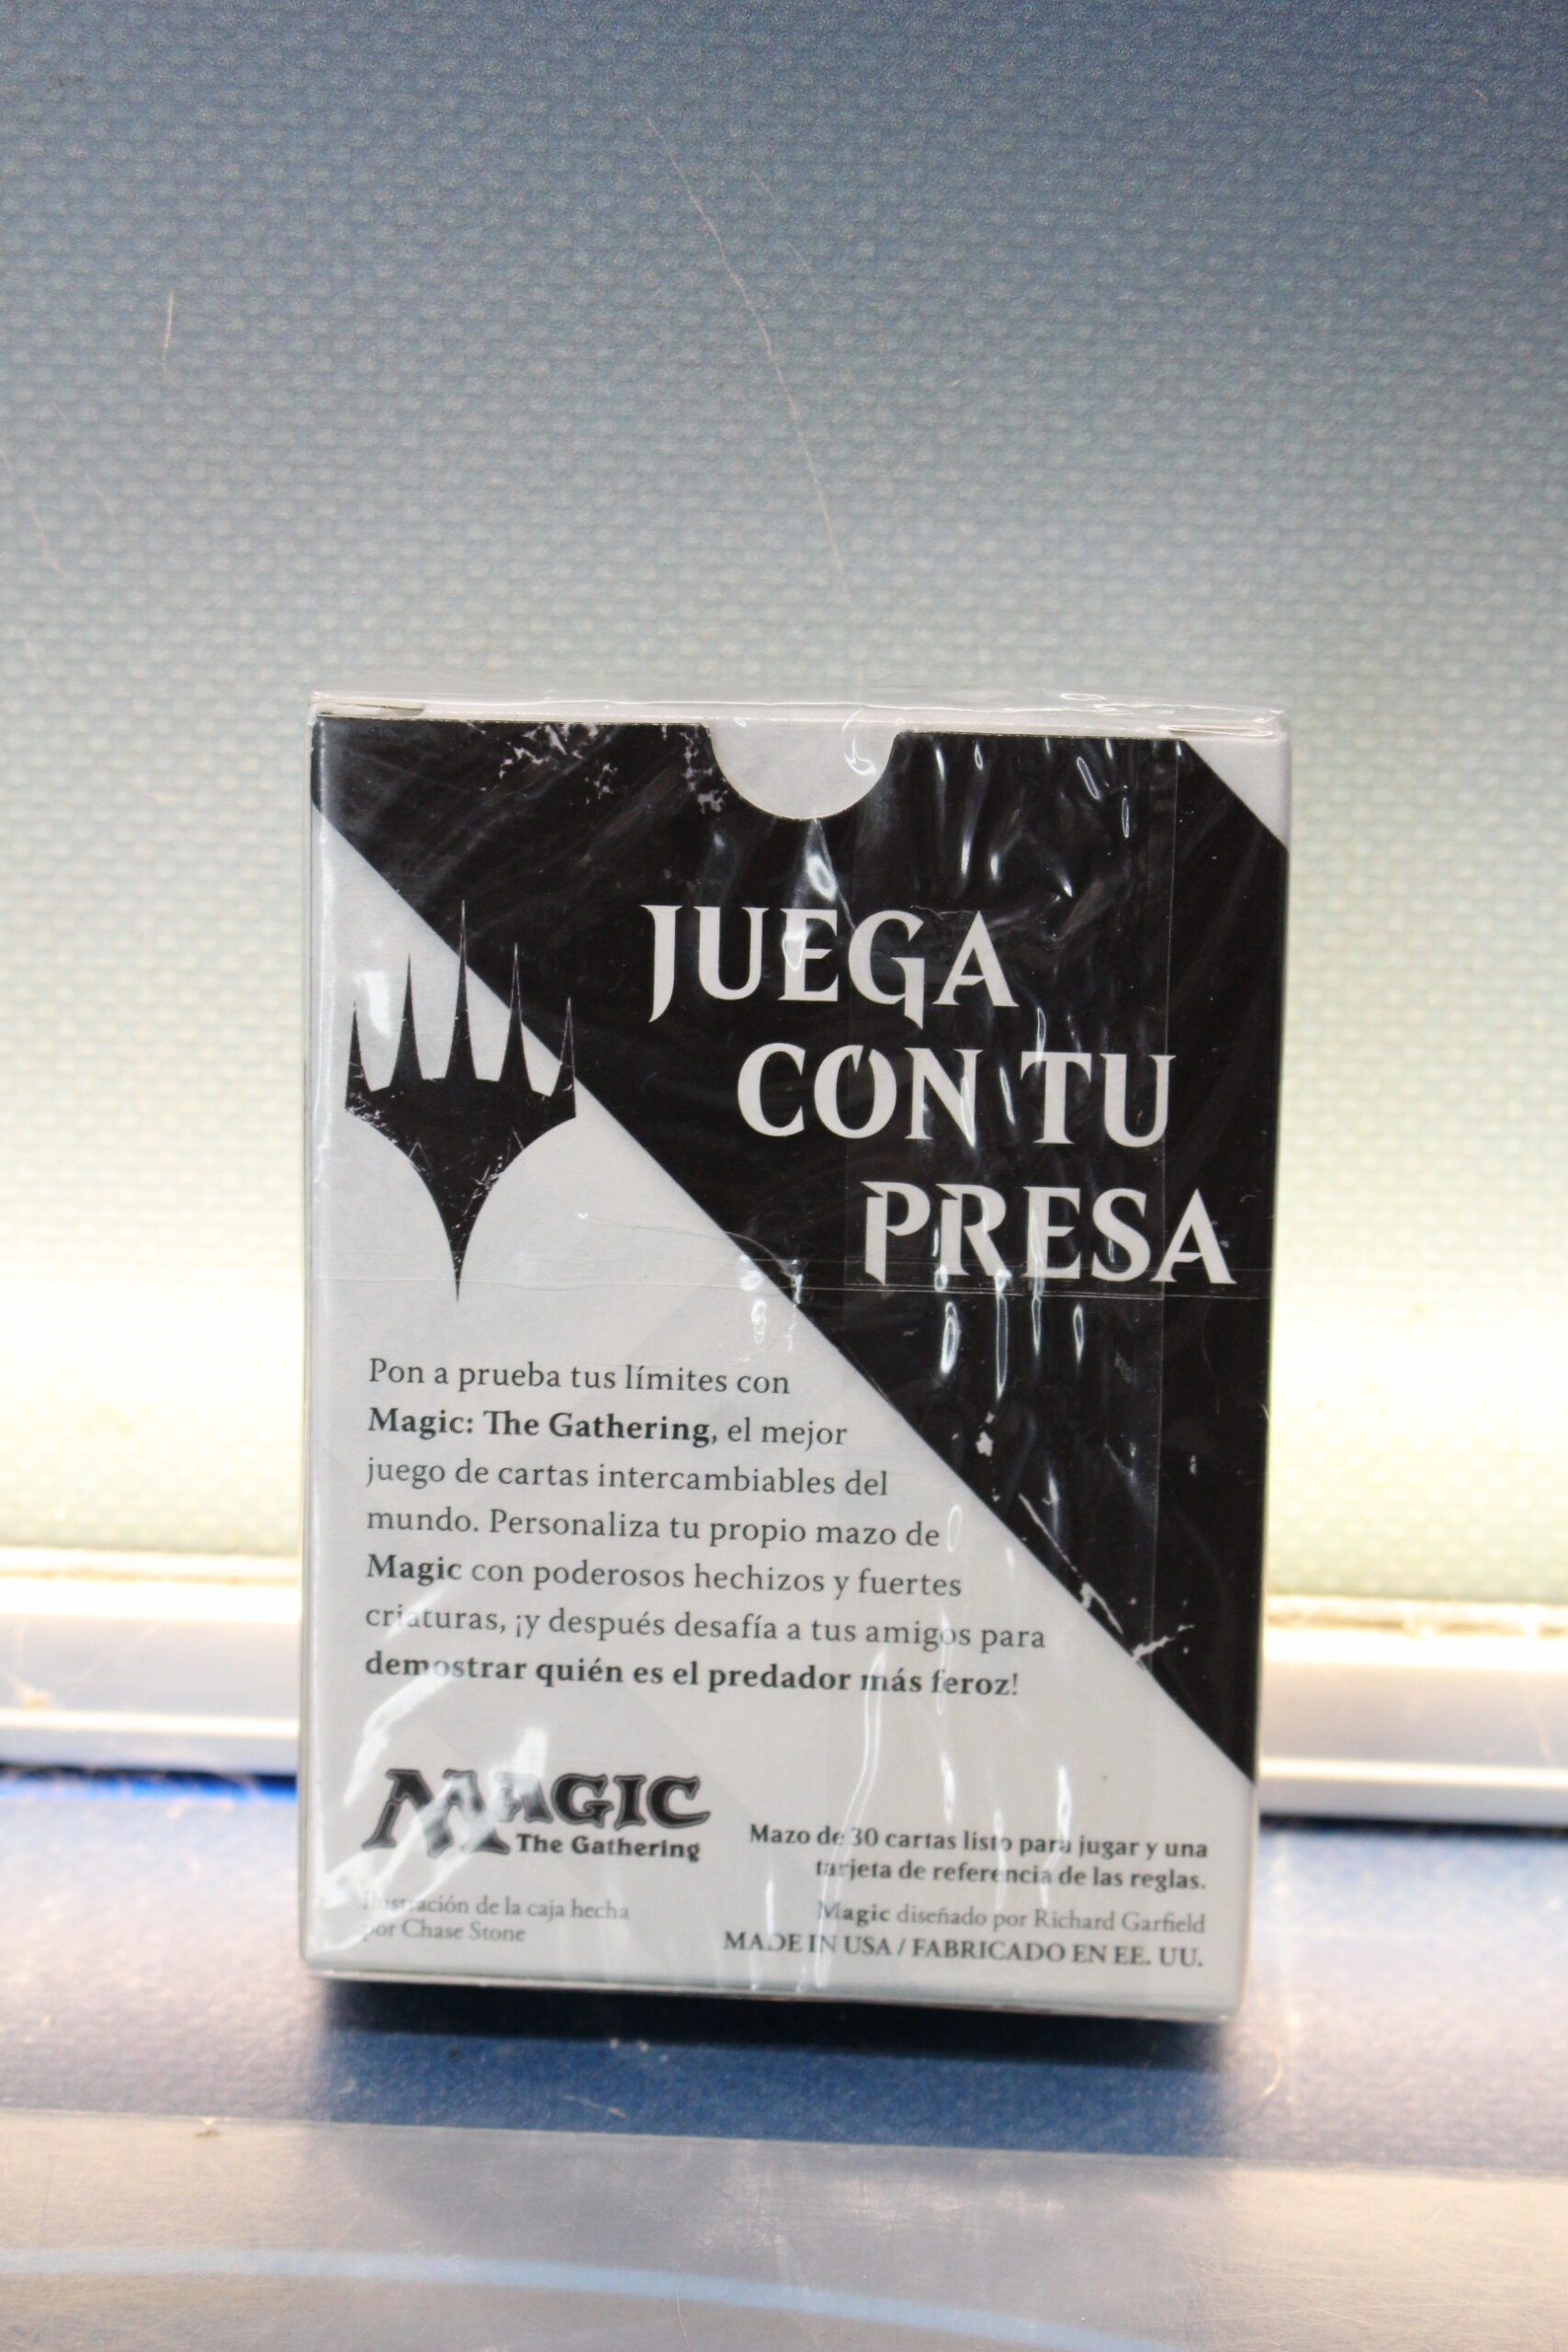 JUEGA
CON TU
PRESA
Pon a prueba tus límites con
Magic: The Gathering, el mejor
juego de cartas intercambiables del
mundo. Personaliza tu propio mazo de
Magic con poderosos hechizos y fuertes
criaturas, ¡y después desafía a tus amigos para
demostrar quién es el predador más feroz!
MAGIC
The Gathering
Mazo de 30 cartas listo para jugar y una
tarjeta de referencia de las reglas.
Ilustración de la caja hecha
por Chase Stone
Magic diseñado por Richard Garfield
MADE IN USA / FABRICADO EN EE. UU.